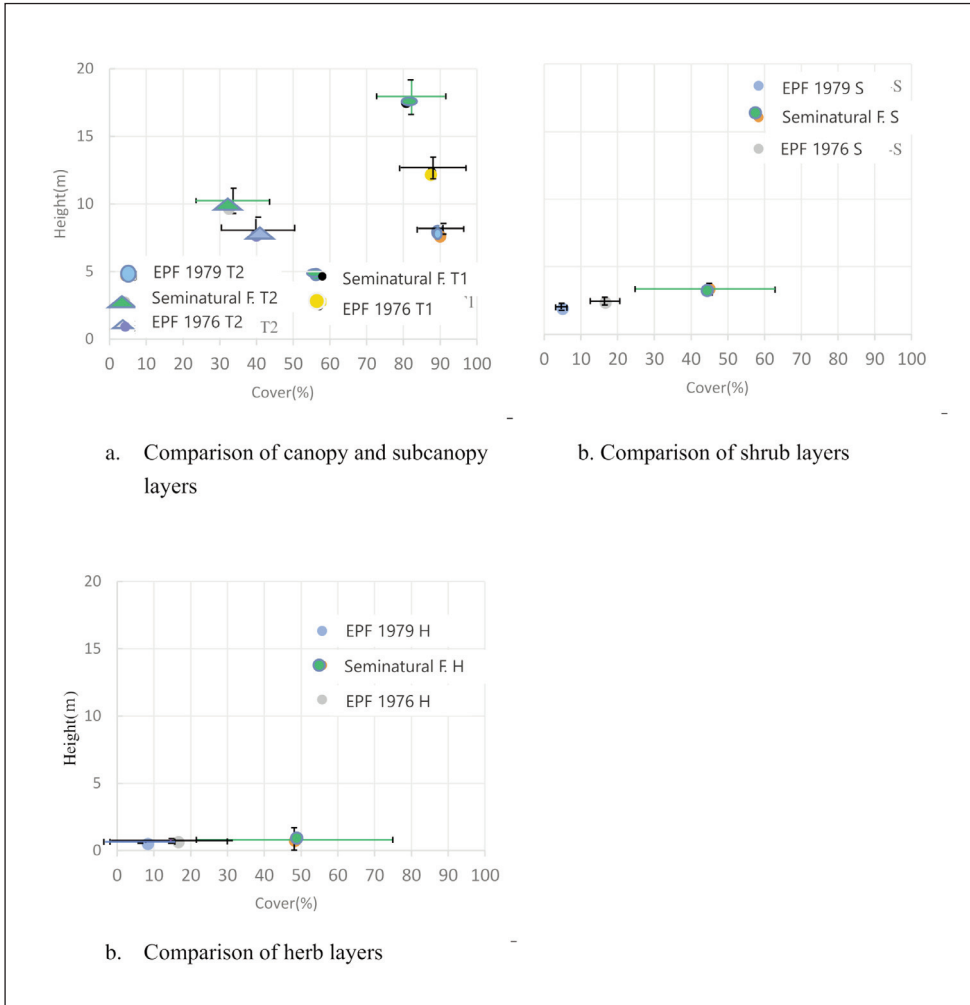 20
15
10
5
0
Height(m)
EPF 1979 T2
Seminatural F. T2
EPF 1976 T2 T2
Seminatural F. T1
EPF 1976 T1
0 10 20 30 40 50 60 70 80 90 100
Cover(%)
EPF 1979 S -S
Seminatural F. S
EPF 1976 S -S
0 10 20 30 40 50 60 70 80 90 100
Cover(%)
a. Comparison of canopy and subcanopy
layers
b. Comparison of shrub layers
20
15
10
5
0
Height(m)
EPF 1979 H
Seminatural F. H
EPF 1976 H
0 10 20 30 40 50 60 70 80 90 100
Cover(%)
b. Comparison of herb layers